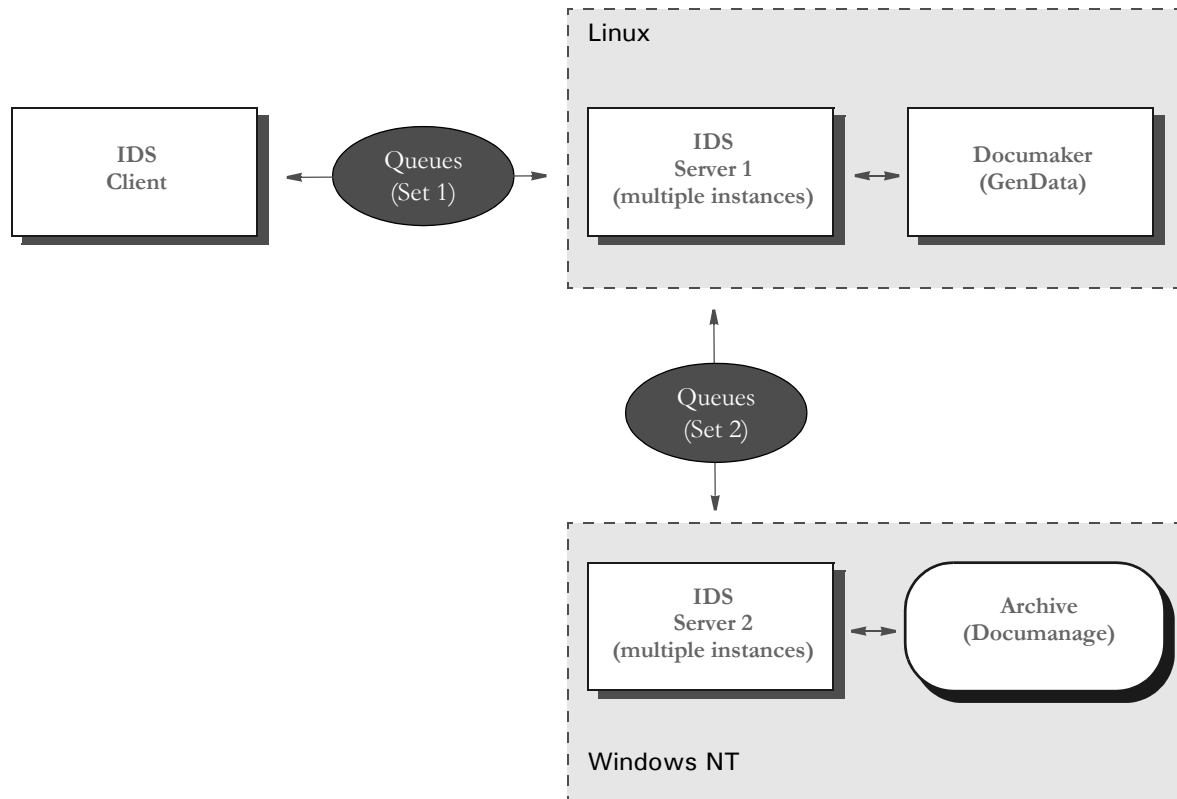 Linux
IDS
Client
Queues
(Set 1)
IDS
Server 1
(multiple instances)
Documaker
(GenData)
Queues
(Set 2)
IDS
Server 2
(multiple instances)
Archive
(Documanage)
Windows NT